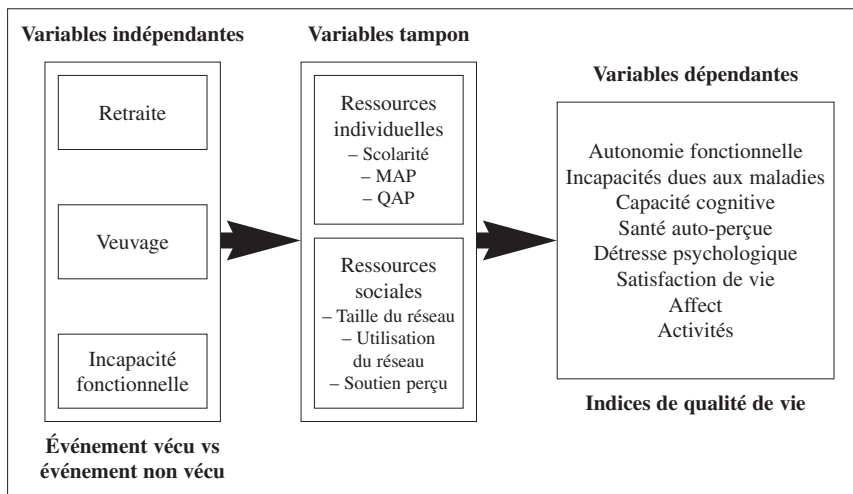 Variables indépendantes
Retraite
Veuvage
Incapacité
fonctionnelle
Événement vécu vs
événement non vécu
Variables tampon
Ressources
individuelles
– Scolarité
– MAP
– QAP
Ressources
sociales
– Taille du réseau
– Utilisation
du réseau
– Soutien perçu
Variables dépendantes
Autonomie fonctionnelle
Incapacités dues aux maladies
Capacité cognitive
Santé auto-perçue
Détresse psychologique
Satisfaction de vie
Affect
Activités
Indices de qualité de vie